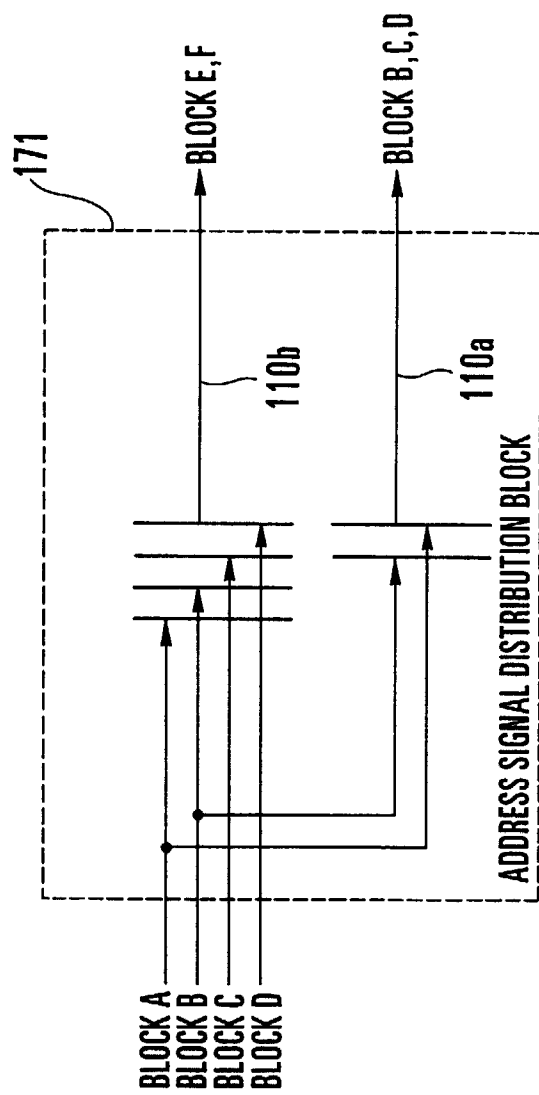 171
BLOCK A
BLOCK B
BLOCK C
BLOCK D
BLOCK E,F
110b
BLOCK B,C,D
110a
ADDRESS SIGNAL DISTRIBUTION BLOCK